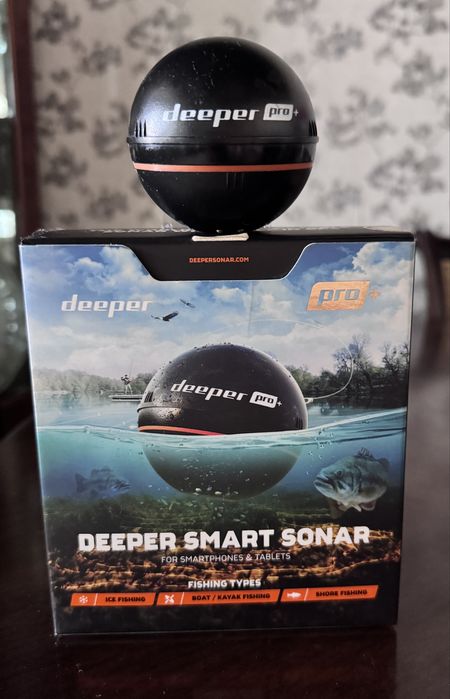 deeper pro+
DEEPERSONAR.COM
deeper
pro+
deeper pro+
DEEPER SMART SONAR
FOR SMARTPHONES & TABLETS
FISHING TYPES
ICE FISHING
BOAT / KAYAK FISHING
SHORE FISHING